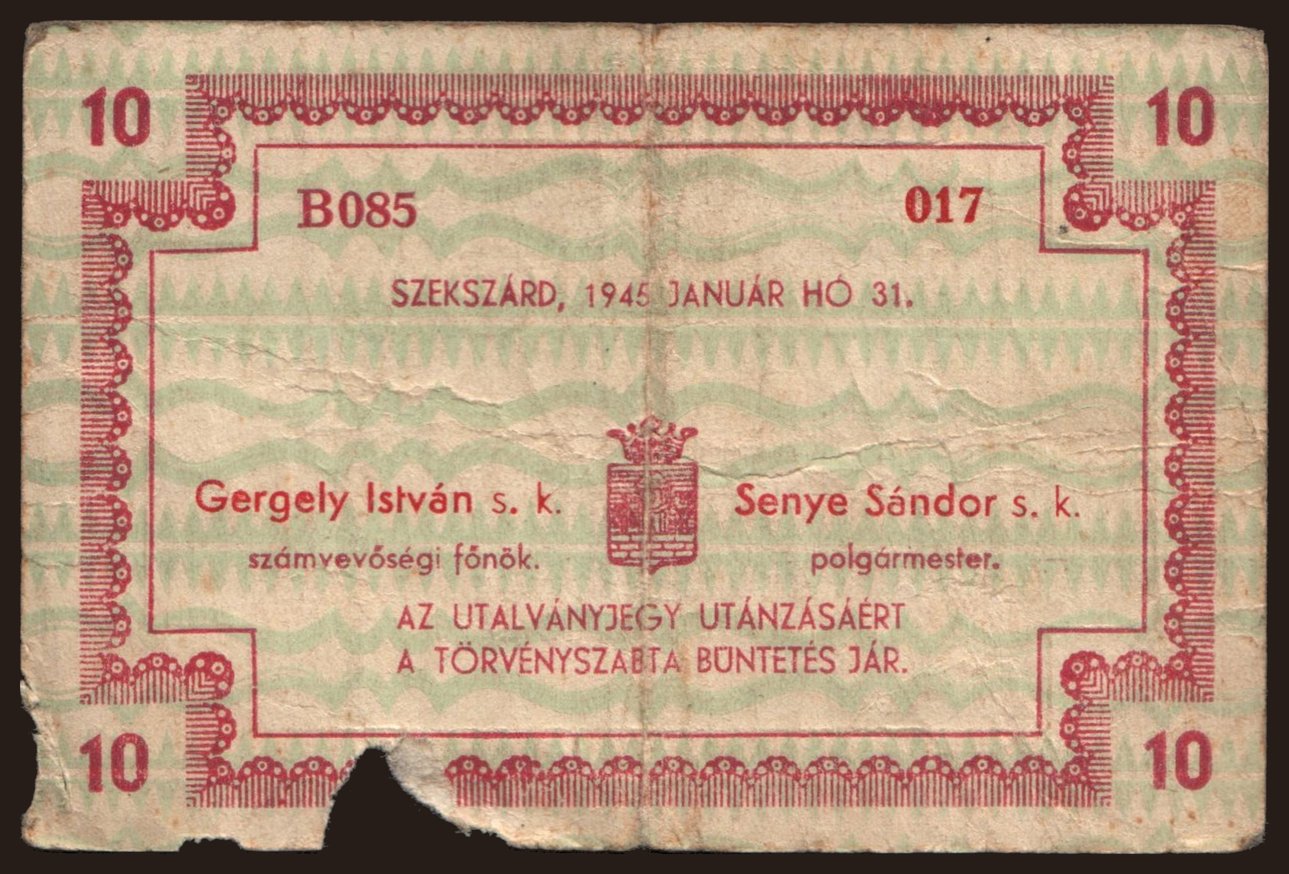 10 10
B085 017
SZEKSZÁRD, 1945 JANUÁR HÓ 31.
Gergely István s. k. Senye Sándor s. k.
számvevőségi főnök. polgármester.
AZ UTALVÁNYJEGY UTÁNZÁSÁÉRT
A TÖRVÉNYSZABTA BÜNTETÉS JÁR.
10 10